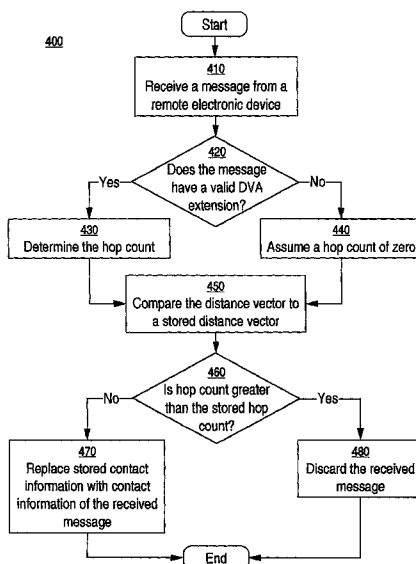 Start
400
410
Receive a message from a
remote electronic device
420
Does the message
have a valid DVA
extension?
Yes
No
430
Determine the hop count
440
Assume a hop count of zero
450
Compare the distance vector to
a stored distance vector
460
Is hop count greater
than the stored hop
count?
No
Yes
470
Replace stored contact
information with contact
information of the received
message
480
Discard the received
message
End